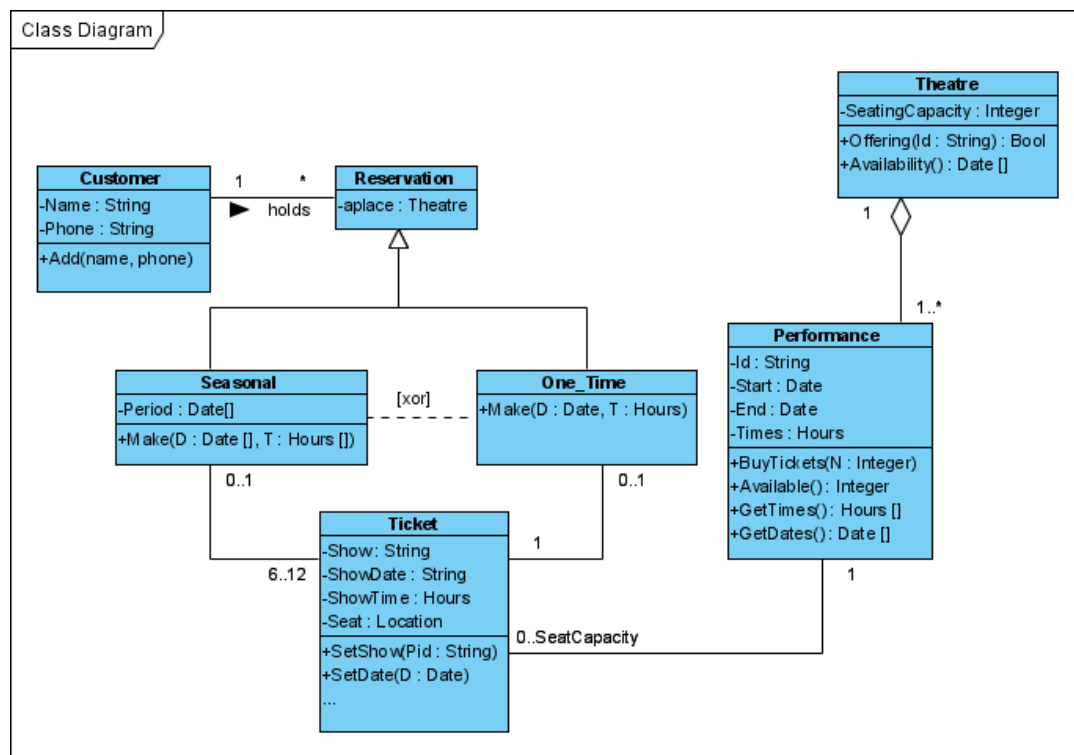 Class Diagram
Theatre
-SeatingCapacity : Integer
+Offering(Id : String) : Bool
+Availability() : Date []
1
1..*
Customer
-Name : String
-Phone : String
+Add(name, phone)
1
*
holds
Reservation
-aplace : Theatre
Seasonal
-Period : Date[]
+Make(D : Date [], T : Hours [])
[xor]
One_Time
+Make(D : Date, T : Hours)
Performance
-Id : String
-Start : Date
-End : Date
-Times : Hours
+BuyTickets(N : Integer)
+Available() : Integer
+GetTimes() : Hours []
+GetDates() : Date []
0..1
0..1
6..12
1
Ticket
-Show : String
-ShowDate : String
-ShowTime : Hours
-Seat : Location
+SetShow(Pid : String)
+SetDate(D : Date)
...
0..SeatCapacity
1